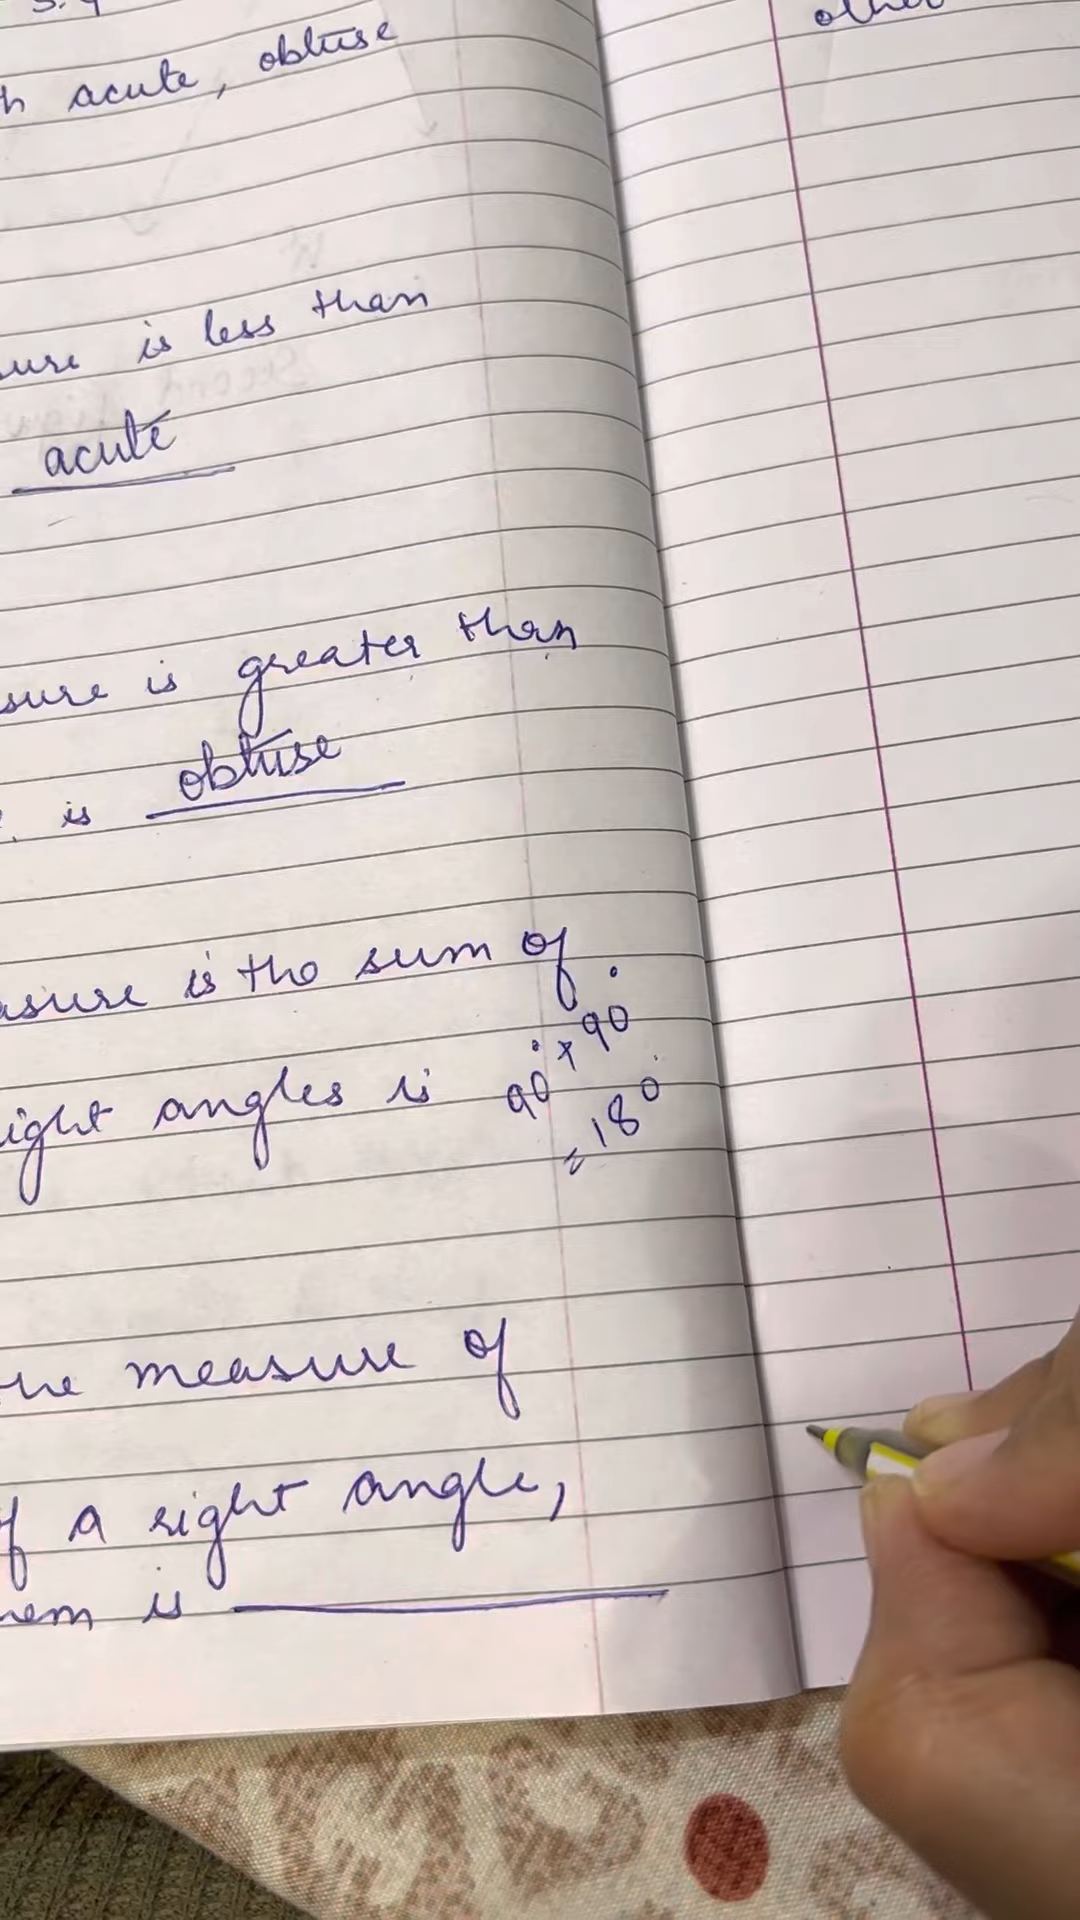 acute, obtuse
is less than
acute
is greater than
is obtuse
is the sum of
angles is 90° + 90°
= 180°
measure of
a right angle,
is